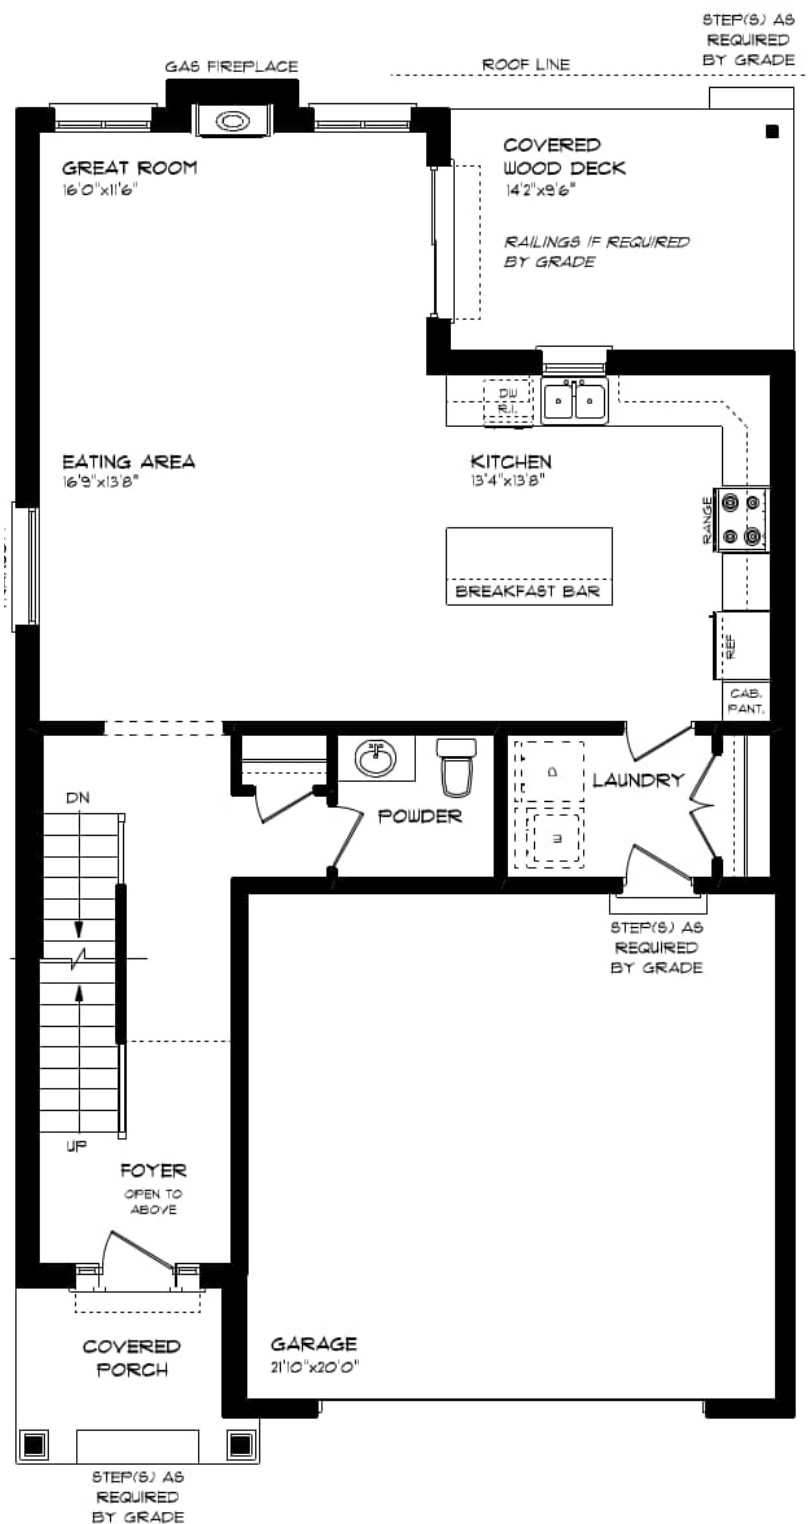 STEP(S) AS
REQUIRED
BY GRADE
GAS FIREPLACE
ROOF LINE
COVERED
WOOD DECK
14'2"x9'6"
RAILINGS IF REQUIRED
BY GRADE
GREAT ROOM
16'0"x11'6"
DW
R.I.
EATING AREA
16'9"x13'8"
KITCHEN
13'4"x13'8"
RANGE
BREAKFAST BAR
REF
CAB.
PANT.
LAUNDRY
D
W
POWDER
DN
STEP(S) AS
REQUIRED
BY GRADE
UP
FOYER
OPEN TO
ABOVE
COVERED
PORCH
GARAGE
21'10"x20'0"
STEP(S) AS
REQUIRED
BY GRADE